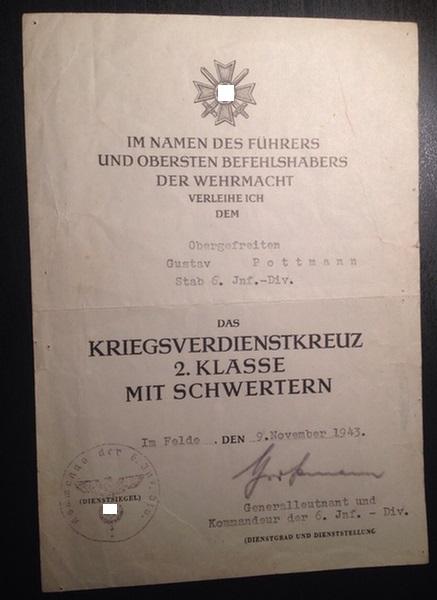 IM NAMEN DES FÜHRERS
UND OBERSTEN BEFEHLSHABERS
DER WEHRMACHT
VERLEIHE ICH
DEM
Obergefreiten
Gustav Pottmann
Stab 6. Jnf.-Div.
DAS
KRIEGSVERDIENSTKREUZ
2. KLASSE
MIT SCHWERTERN
Im Felde , DEN 9.November 1943.
(DIENSTSIEGEL)
Generalleutnant und
Kommandeur der 6. Jnf. - Div.
(DIENSTGRAD UND DIENSTSTELLUNG